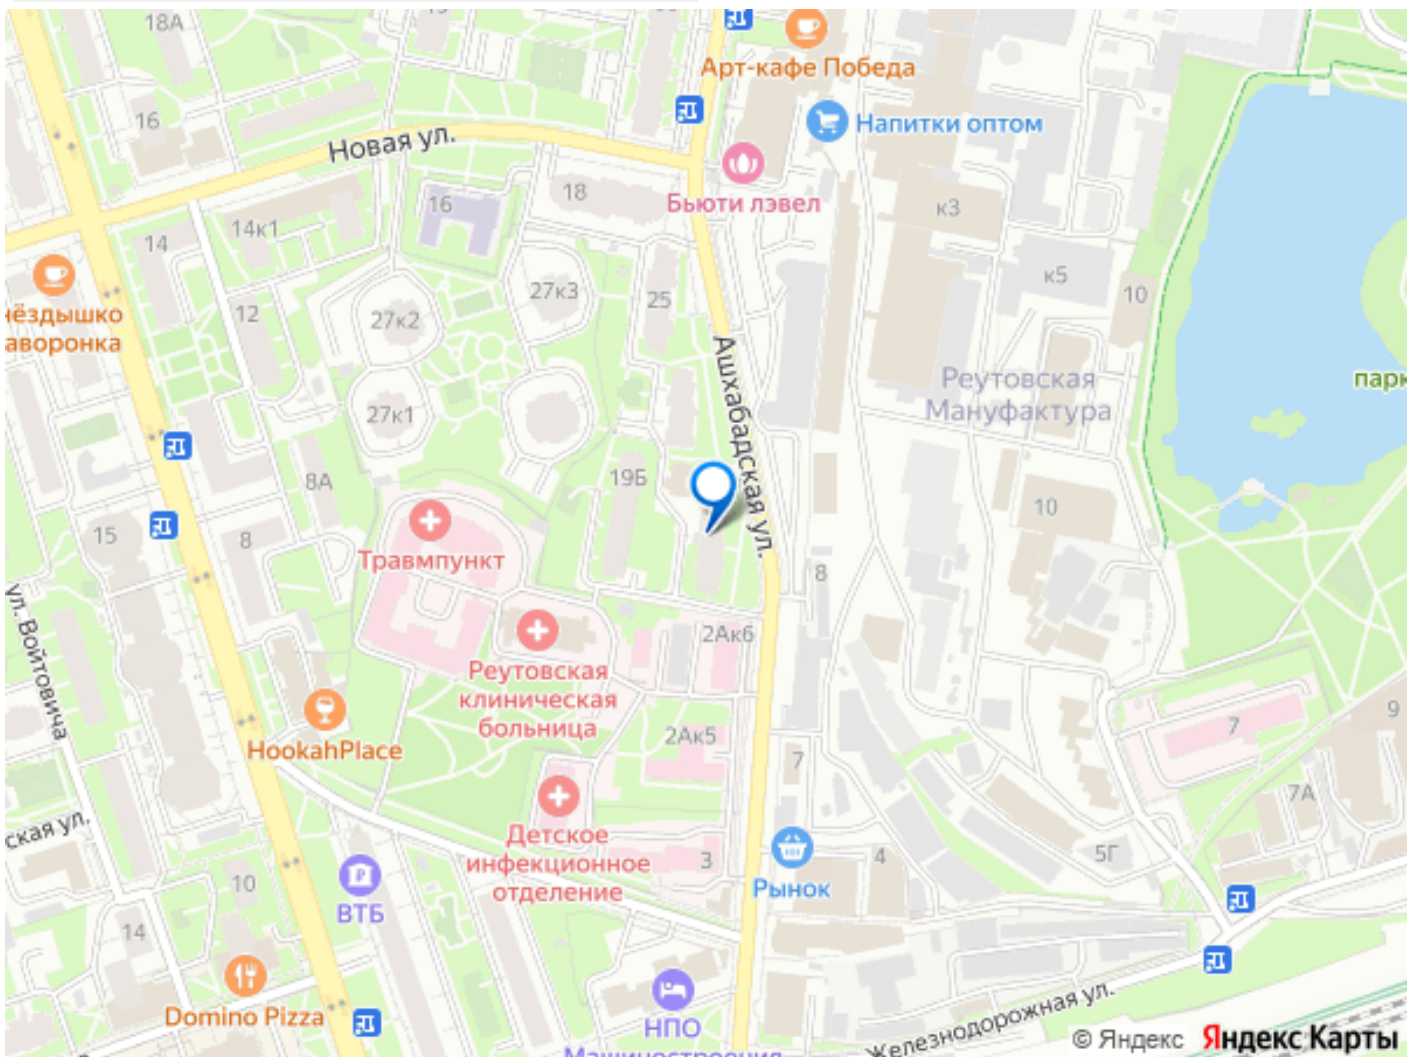 18А
Арт-кафе Победа
16
Новая ул.
Напитки оптом
18
16
Бьюти лэвел
к3
14к1
14
27к3
к5
10
25
12
27к2
нёздышко
аворонка
Ашхабадская ул.
Реутовская
Мануфактура
парк
27к1
19Б
8А
10
15
8
Травмпункт
8
ул. Войтовича
2Ак6
Реутовская
клиническая
больница
7
9
2Ак5
HookahPlace
7
7А
ская ул.
Детское
инфекционное
отделение
3
4
5Г
10
Рынок
ВТБ
14
Domino Pizza
НПО
Машиностроения
Железнодорожная ул.
© Яндекс Яндекс Карты